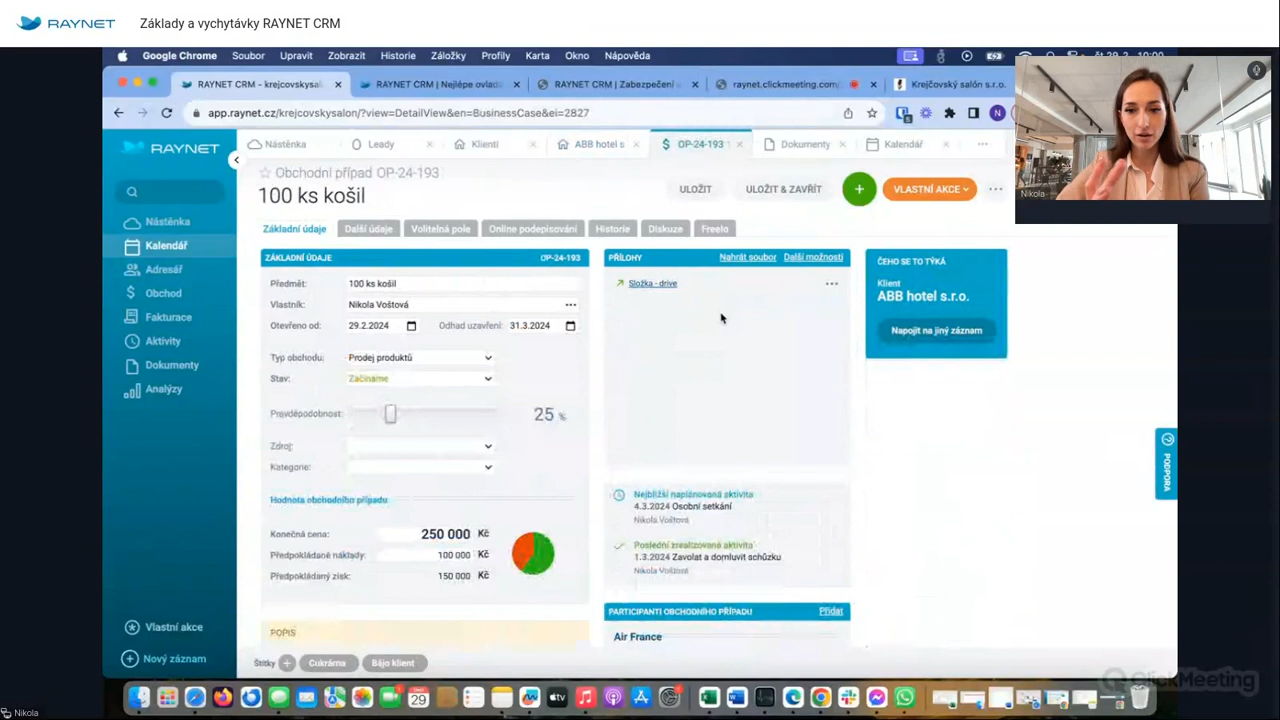 RAYNET
Základy a vychytávky RAYNET CRM
Google Chrome Soubor Upravit Zobrazit Historie Záložky Profily Karta Okno Nápověda
čt 29. 2. 10:00
RAYNET CRM - krejcovskysal
RAYNET CRM | Nejlépe ovláda
RAYNET CRM | Zabezpečení
raynet.clickmeeting.com/
Krejčovský salón s.r.o.
app.raynet.cz/krejcovskysalon/?view=DetailView&en=BusinessCase&ei=2827
N
RAYNET
Nástěnka
Leady
Klienti
ABB hotel s
OP-24-193
Dokumenty
Kalendář
Nikola
Obchodní případ OP-24-193
100 ks košil
ULOŽIT
ULOŽIT & ZAVŘÍT
VLASTNÍ AKCE
Nástěnka
Kalendář
Adresář
Obchod
Fakturace
Aktivity
Dokumenty
Analýzy
Vlastní akce
Nový záznam
Základní údaje
Další údaje
Volitelná pole
Online podepisování
Historie
Diskuze
Freelo
ZÁKLADNÍ ÚDAJE OP-24-193
Předmět: 100 ks košil
Vlastník: Nikola Voštová
Otevřeno od: 29.2.2024 Odhad uzavření: 31.3.2024
Typ obchodu: Prodej produktů
Stav: Začínáme
Pravděpodobnost: 25 %
Zdroj:
Kategorie:
Hodnota obchodního případu
Konečná cena: 250 000 Kč
Předpokládané náklady: 100 000 Kč
Předpokládaný zisk: 150 000 Kč
POPIS
Štítky + Cukrárna Bájo klient
PŘÍLOHY Nahrát soubor Další možnosti
Složka - drive
Nejbližší naplánovaná aktivita
4.3.2024 Osobní setkání
Nikola Voštová
Poslední zrealizovaná aktivita
1.3.2024 Zavolat a domluvit schůzku
Nikola Voštová
PARTICIPANTI OBCHODNÍHO PŘÍPADU Přidat
Air France
ČEHO SE TO TÝKÁ
Klient
ABB hotel s.r.o.
Napojit na jiný záznam
PODPORA
ClickMeeting
29
Nikola